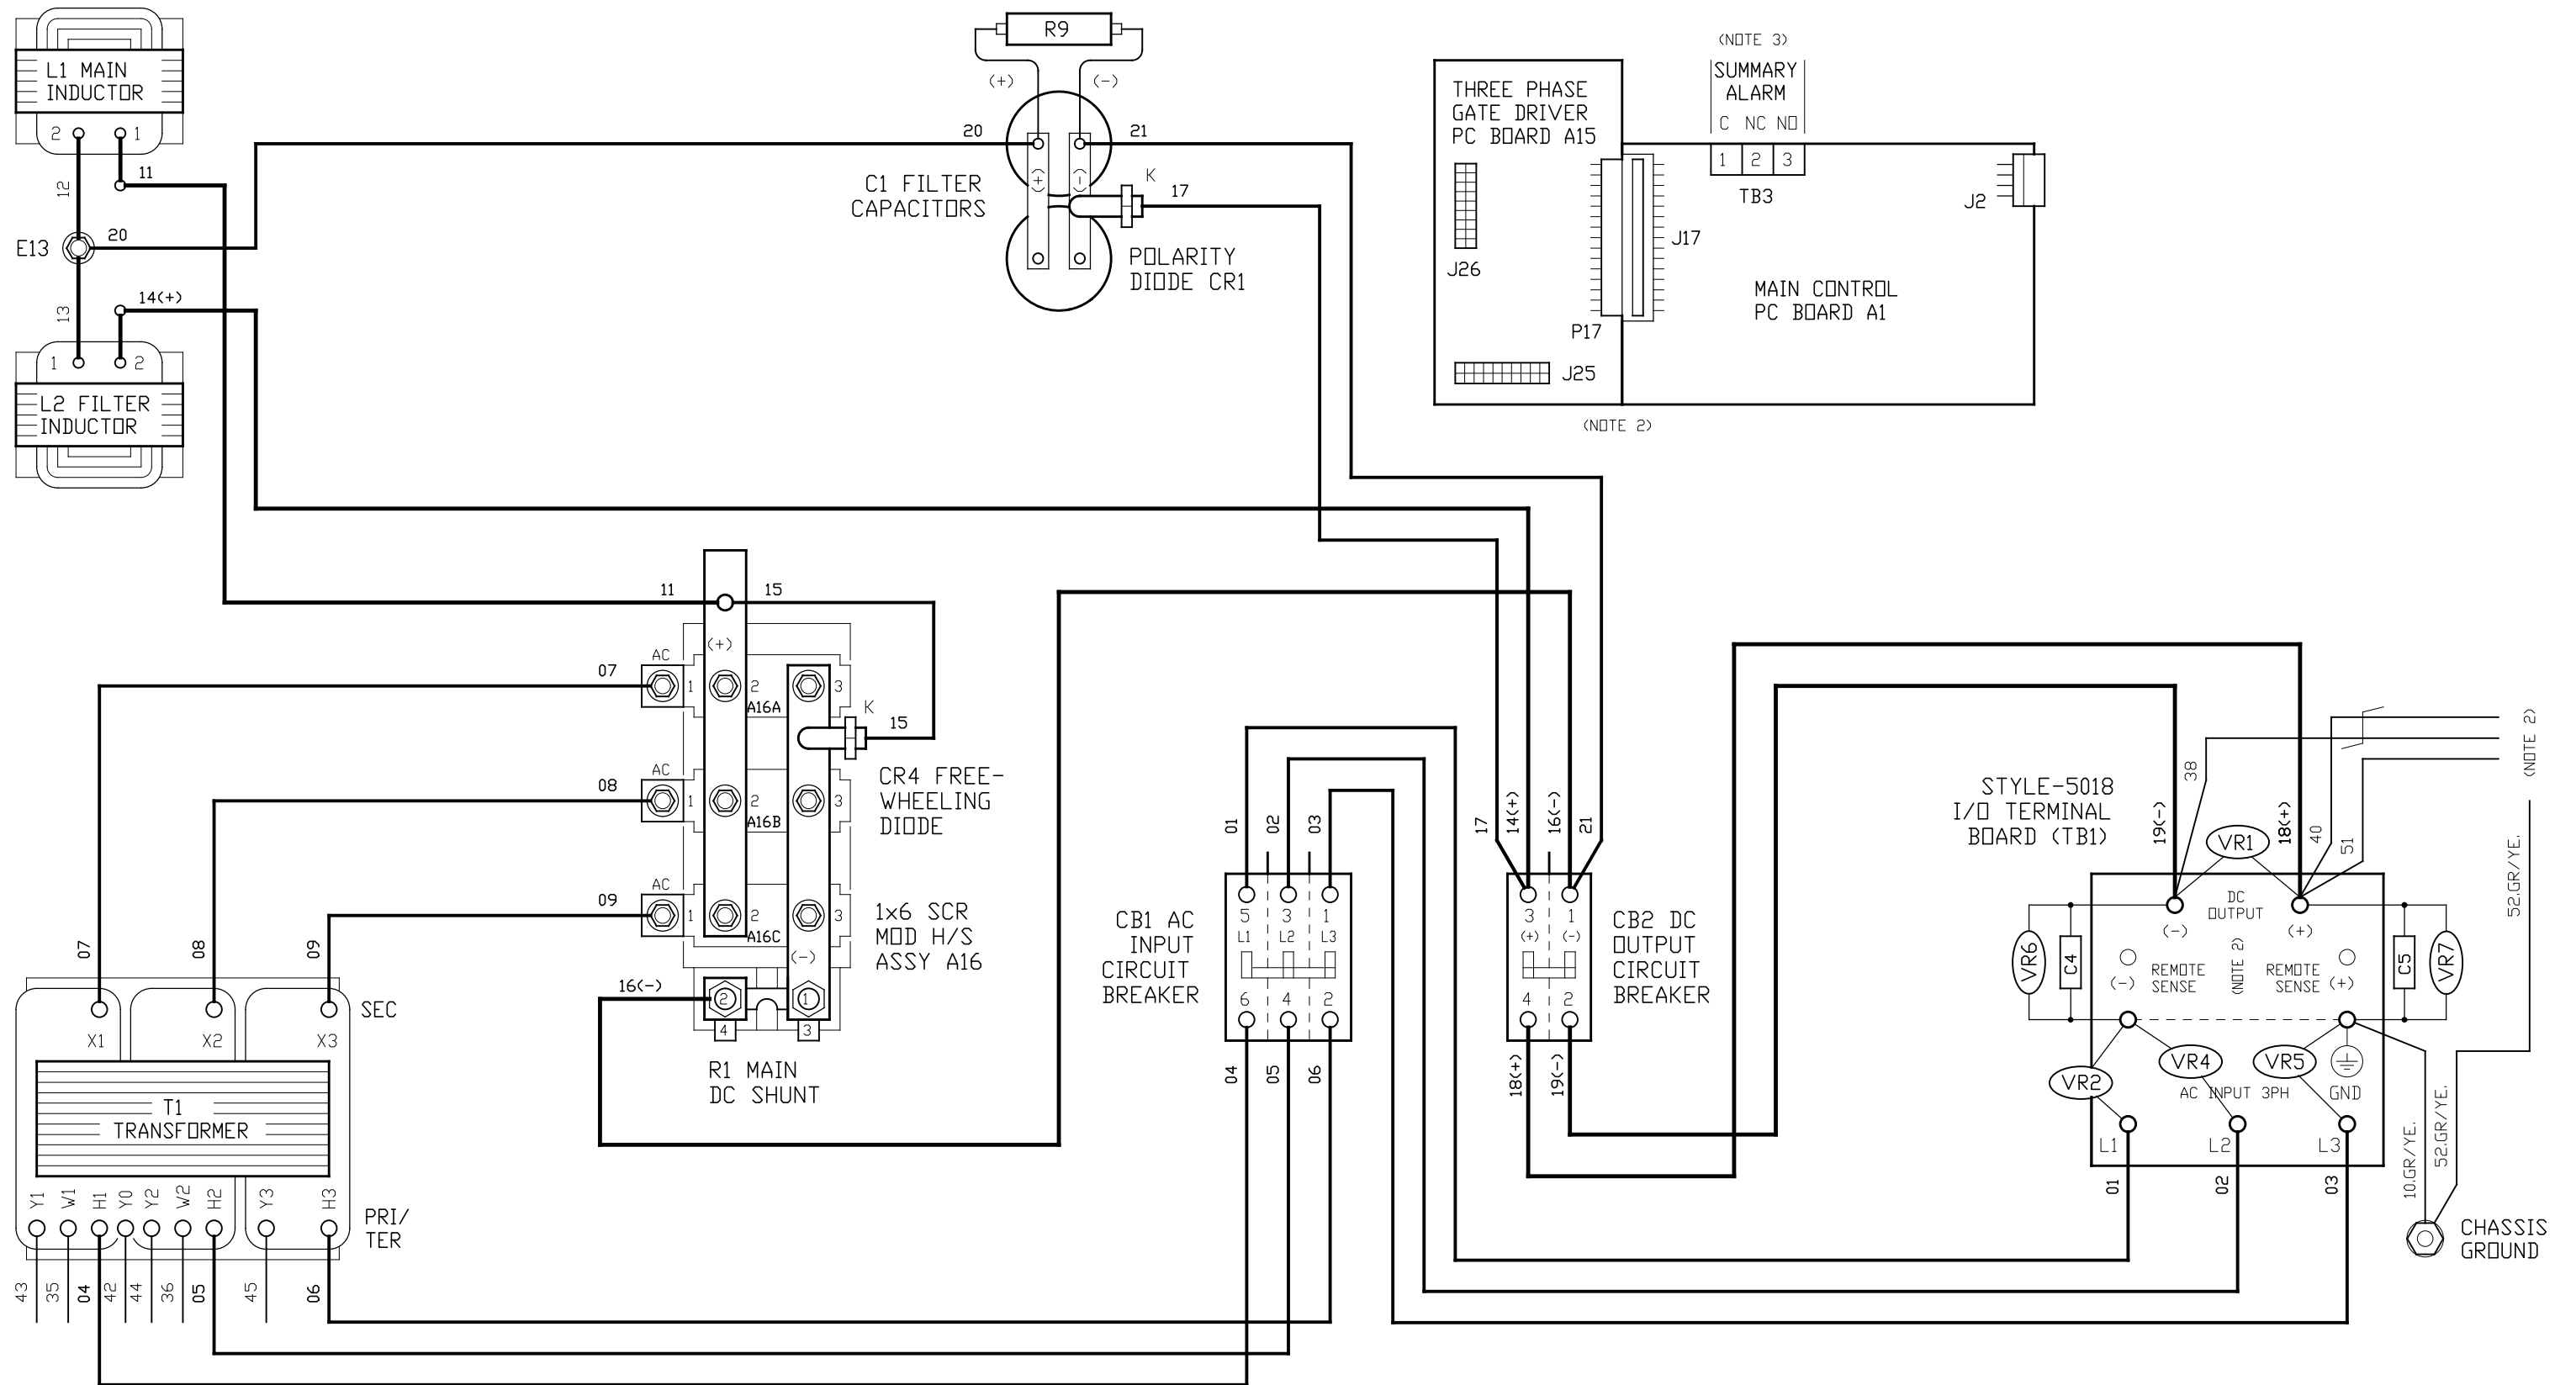 R9
(NOTE 3)
L1 MAIN
INDUCTOR
(+)
(-)
THREE PHASE
GATE DRIVER
PC BOARD A15
SUMMARY
ALARM
C NC NO
2
1
20
21
1
2
3
11
TB3
12
C1 FILTER
CAPACITORS
(+)
(-)
K
17
J2
20
E13
J17
POLARITY
DIODE CR1
J26
14(+)
13
MAIN CONTROL
PC BOARD A1
P17
1
2
J25
L2 FILTER
INDUCTOR
(NOTE 2)
11
15
(+)
07
AC
1
2
3
A16A
K
15
08
AC
1
2
3
A16B
CR4 FREE-
WHEELING
DIODE
09
AC
1
2
3
A16C
1x6 SCR
MOD H/S
ASSY A16
(-)
16(-)
2
1
4
3
R1 MAIN
DC SHUNT
01
02
03
CB1 AC
INPUT
CIRCUIT
BREAKER
5
3
1
L1
L2
L3
6
4
2
04
05
06
17
14(+)
16(-)
21
3
1
(+)
(-)
4
2
CB2 DC
OUTPUT
CIRCUIT
BREAKER
18(+)
19(-)
STYLE-5018
I/O TERMINAL
BOARD (TB1)
19(-)
38
18(+)
40
51
(NOTE 2)
52.GR/YE.
VR1
DC
OUTPUT
(-)
(+)
VR6
C4
C5
VR7
(-)
REMOTE
SENSE
(NOTE 2)
REMOTE
SENSE
(+)
VR2
VR4
VR5
AC INPUT 3PH
GND
L1
L2
L3
01
02
03
10.GR/YE.
52.GR/YE.
CHASSIS
GROUND
07
08
09
SEC
X1
X2
X3
T1
TRANSFORMER
Y1
W1
H1
Y0
Y2
W2
H2
Y3
H3
PRI/
TER
43
35
04
42
44
36
05
45
06